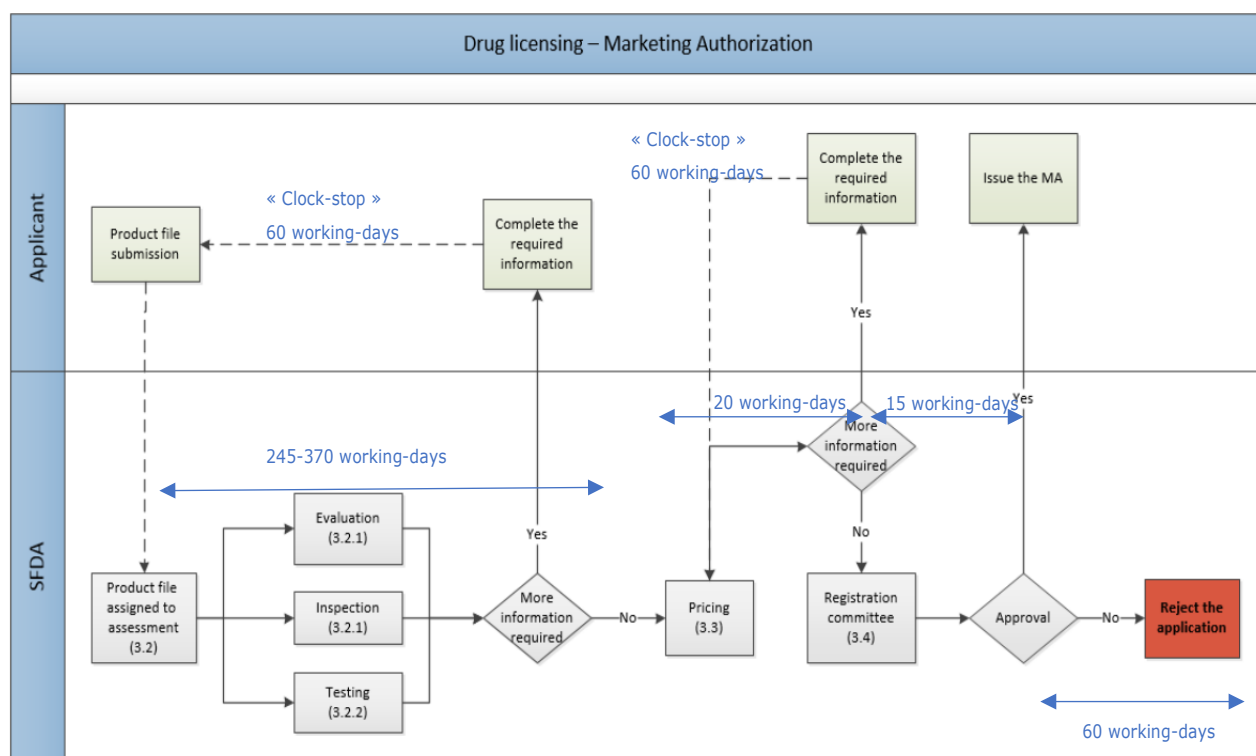 Drug licensing – Marketing Authorization
Applicant
Product file
submission
« Clock-stop »
60 working-days
Complete the
required
information
« Clock-stop »
60 working-days
Complete the
required
information
Issue the MA
Yes
Yes
SFDA
245-370 working-days
20 working-days
15 working-days
Product file
assigned to
assessment
(3.2)
Evaluation
(3.2.1)
Inspection
(3.2.1)
Testing
(3.2.2)
Yes
More
information
required
No
Pricing
(3.3)
More
information
required
No
Registration
committee
(3.4)
Approval
No
Reject the
application
60 working-days